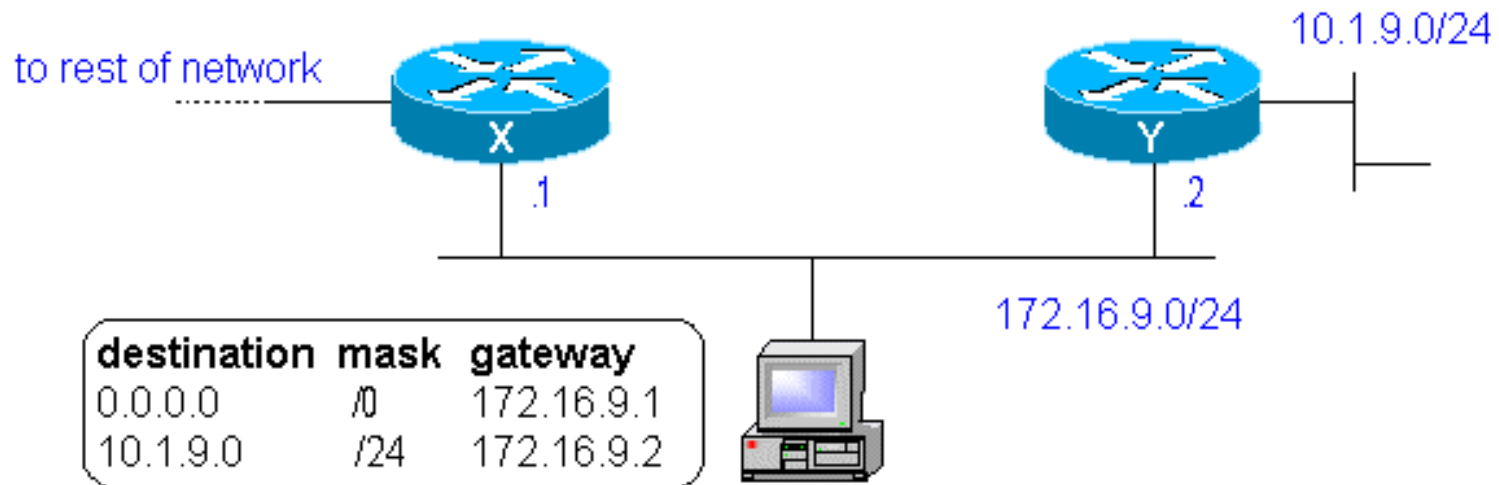 10.1.9.0/24
to rest of network
X
Y
.1
.2
172.16.9.0/24
destination mask gateway
0.0.0.0 /0 172.16.9.1
10.1.9.0 /24 172.16.9.2